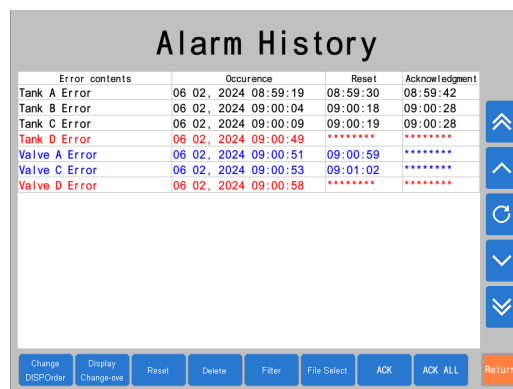 Alarm History
Error contents Occurence Reset Acknowledgment
Tank A Error 06 02, 2024 08:59:19 08:59:30 08:59:42
Tank B Error 06 02, 2024 09:00:04 09:00:18 09:00:28
Tank C Error 06 02, 2024 09:00:09 09:00:19 09:00:28
Tank D Error 06 02, 2024 09:00:49 ******** ********
Valve A Error 06 02, 2024 09:00:51 09:00:59 ********
Valve C Error 06 02, 2024 09:00:53 09:01:02 ********
Valve D Error 06 02, 2024 09:00:58 ******** ********
Change DISPOrder
Display Change-ove
Reset
Delete
Filter
File Select
ACK
ACK ALL
Return